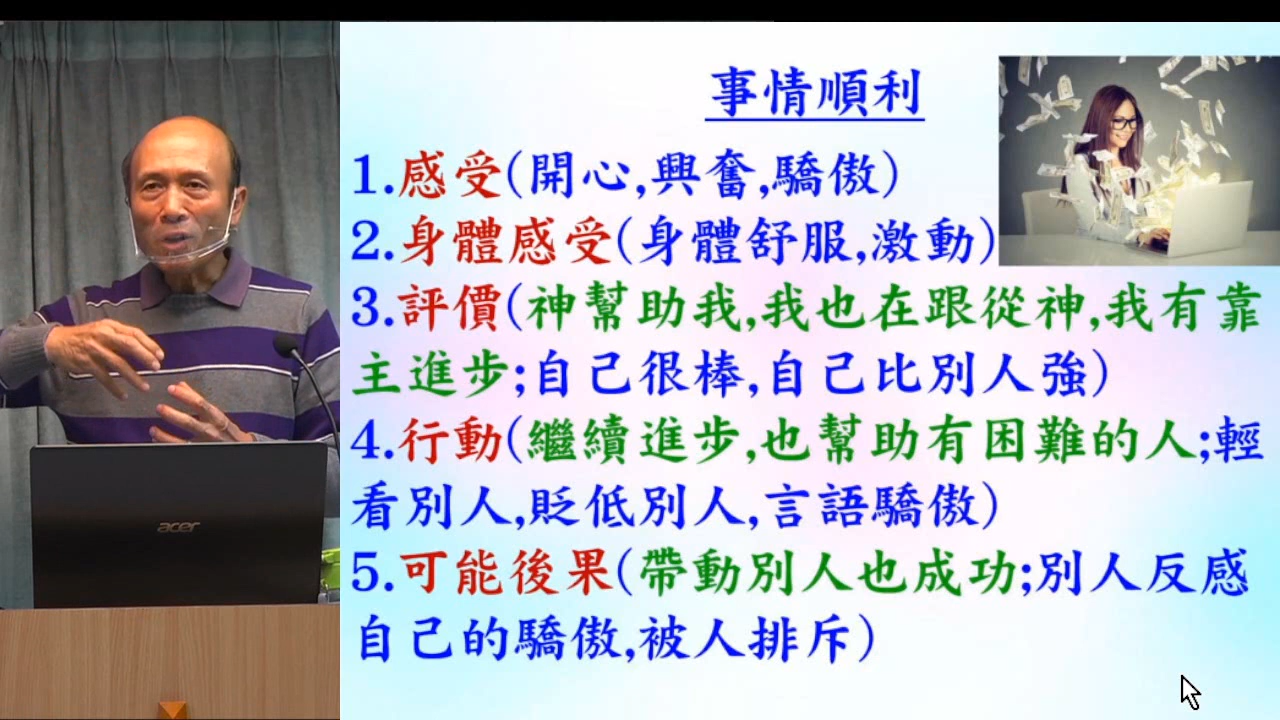 事情順利
1.感受(開心,興奮,驕傲)
2.身體感受(身體舒服,激動)
3.評價(神幫助我,我也在跟從神,我有靠
主進步;自己很棒,自己比別人強)
4.行動(繼續進步,也幫助有困難的人;輕
看別人,貶低別人,言語驕傲)
5.可能後果(帶動別人也成功;別人反感
自己的驕傲,被人排斥)
acer